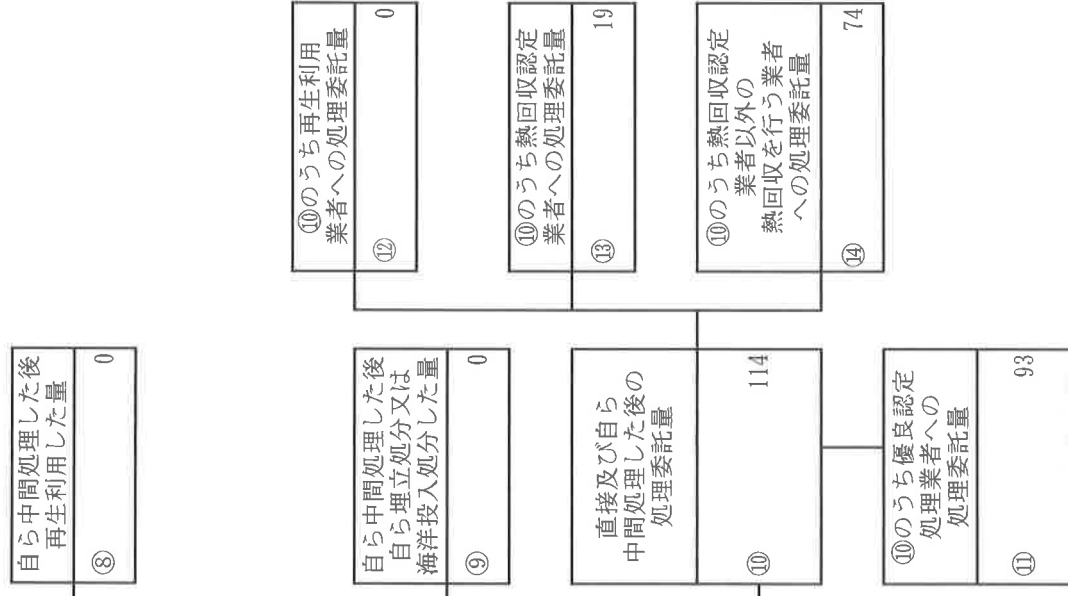 自ら中間処理した後
再生利用した量
⑧ 0
自ら中間処理した後
自ら埋立処分又は
海洋投入処分した量
⑨ 0
直接及び自ら
中間処理した後の
処理委託量
⑩ 114
⑩のうち優良認定
処理業者への
処理委託量
⑪ 93
⑩のうち再生利用
業者への処理委託量
⑫ 0
⑩のうち熱回収認定
業者への処理委託量
⑬ 19
⑩のうち熱回収認定
業者以外の
熱回収を行う業者
への処理委託量
⑭ 74